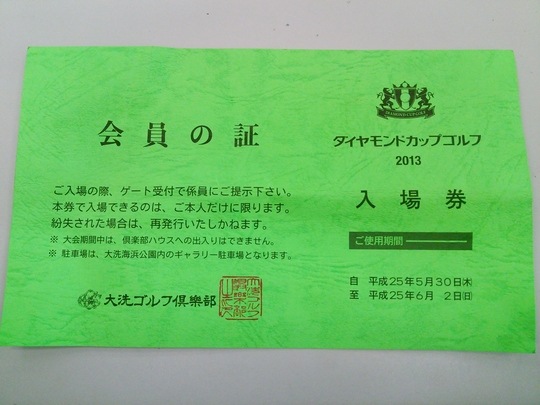 会員の証
ご入場の際、ゲート受付で係員にご提示下さい。
本券で入場できるのは、ご本人だけに限ります。
紛失された場合は、再発行いたしかねます。
※ 大会期間中は、倶楽部ハウスへの出入りはできません。
※ 駐車場は、大洗海浜公園内のギャラリー駐車場となります。
大洗ゴルフ倶楽部
DIAMOND CUP GOLF
ダイヤモンドカップゴルフ
2013
入場券
ご使用期間
自 平成25年5月30日㊍
至 平成25年6月 2日㊐